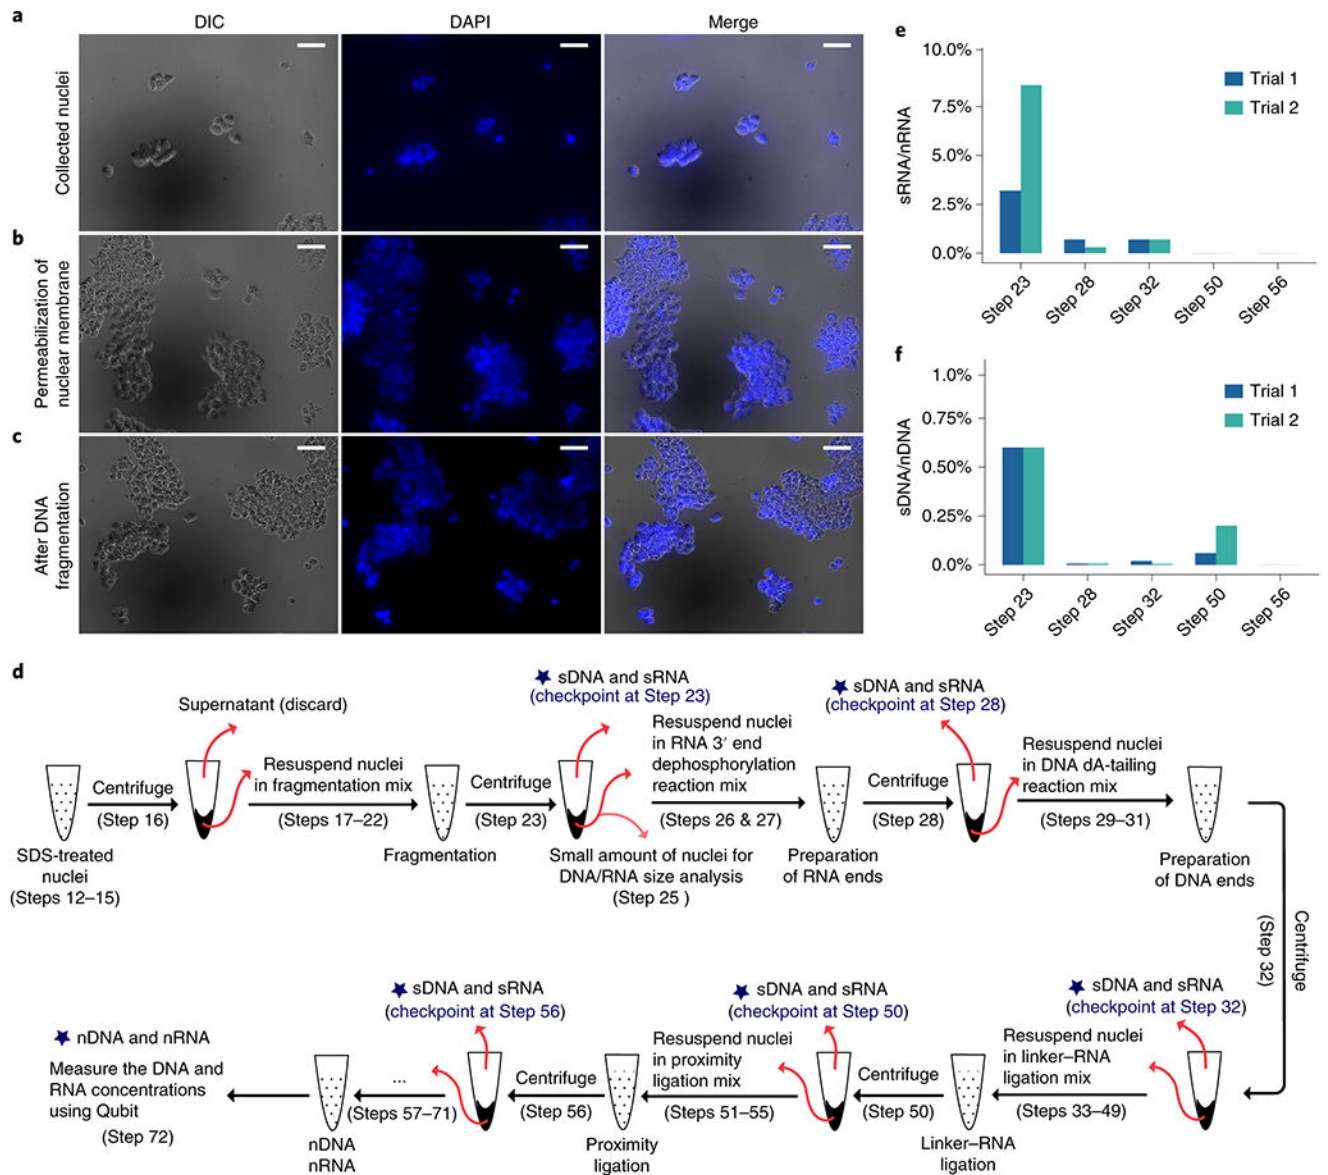 a
DIC
DAPI
Merge
Collected nuclei
b
Permeabilization of
nuclear membrane
c
After DNA
fragmentation
e
10.0%
7.5%
5.0%
2.5%
0.0%
sRNA/nRNA
Trial 1
Trial 2
Step 23
Step 28
Step 32
Step 50
Step 56
f
1.0%
0.75%
0.50%
0.25%
0.0%
sDNA/nDNA
Trial 1
Trial 2
Step 23
Step 28
Step 32
Step 50
Step 56
d
SDS-treated
nuclei
(Steps 12–15)
Centrifuge
(Step 16)
Supernatant (discard)
Resuspend nuclei
in fragmentation mix
(Steps 17–22)
Fragmentation
Centrifuge
(Step 23)
sDNA and sRNA
(checkpoint at Step 23)
Small amount of nuclei for
DNA/RNA size analysis
(Step 25 )
Resuspend nuclei
in RNA 3′ end
dephosphorylation
reaction mix
(Steps 26 & 27)
Preparation
of RNA ends
Centrifuge
(Step 28)
sDNA and sRNA
(checkpoint at Step 28)
Resuspend nuclei
in DNA dA-tailing
reaction mix
(Steps 29–31)
Preparation
of DNA ends
Centrifuge
(Step 32)
sDNA and sRNA
(checkpoint at Step 32)
Resuspend nuclei
in linker–RNA
ligation mix
(Steps 33–49)
Linker–RNA
ligation
Centrifuge
(Step 50)
sDNA and sRNA
(checkpoint at Step 50)
Resuspend nuclei
in proximity
ligation mix
(Steps 51–55)
Proximity
ligation
Centrifuge
(Step 56)
sDNA and sRNA
(checkpoint at Step 56)
...
(Steps 57–71)
nDNA
nRNA
nDNA and nRNA
Measure the DNA and
RNA concentrations
using Qubit
(Step 72)